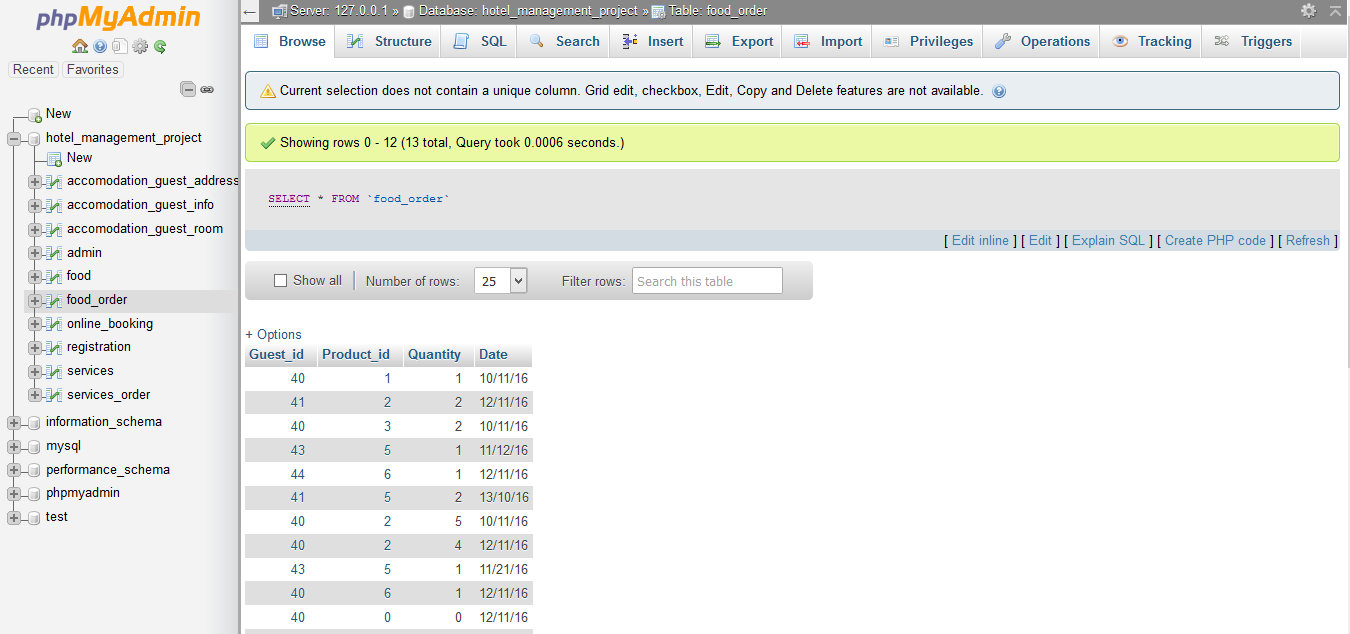 phpMyAdmin
Recent Favorites
New
hotel_management_project
New
accomodation_guest_address
accomodation_guest_info
accomodation_guest_room
admin
food
food_order
online_booking
registration
services
services_order
information_schema
mysql
performance_schema
phpmyadmin
test
Server: 127.0.0.1 » Database: hotel_management_project » Table: food_order
Browse Structure SQL Search Insert Export Import Privileges Operations Tracking Triggers
Current selection does not contain a unique column. Grid edit, checkbox, Edit, Copy and Delete features are not available.
Showing rows 0 - 12 (13 total, Query took 0.0006 seconds.)
SELECT * FROM `food_order`
[ Edit inline ] [ Edit ] [ Explain SQL ] [ Create PHP code ] [ Refresh ]
Show all Number of rows: 25 Filter rows: Search this table
+ Options
Guest_id Product_id Quantity Date
40 1 1 10/11/16
41 2 2 12/11/16
40 3 2 10/11/16
43 5 1 11/12/16
44 6 1 12/11/16
41 5 2 13/10/16
40 2 5 10/11/16
40 2 4 12/11/16
43 5 1 11/21/16
40 6 1 12/11/16
40 0 0 12/11/16